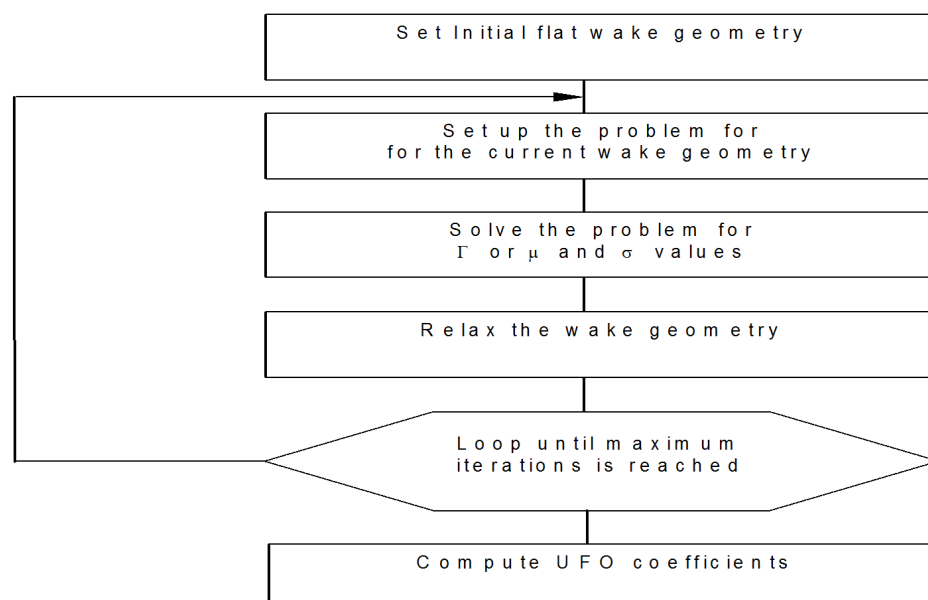 Set Initial flat wake geometry
Setup the problem for
for the current wake geometry
Solve the problem for
Γ or μ and σ values
Relax the wake geometry
Loop until maximum
iterations is reached
Compute UFO coefficients